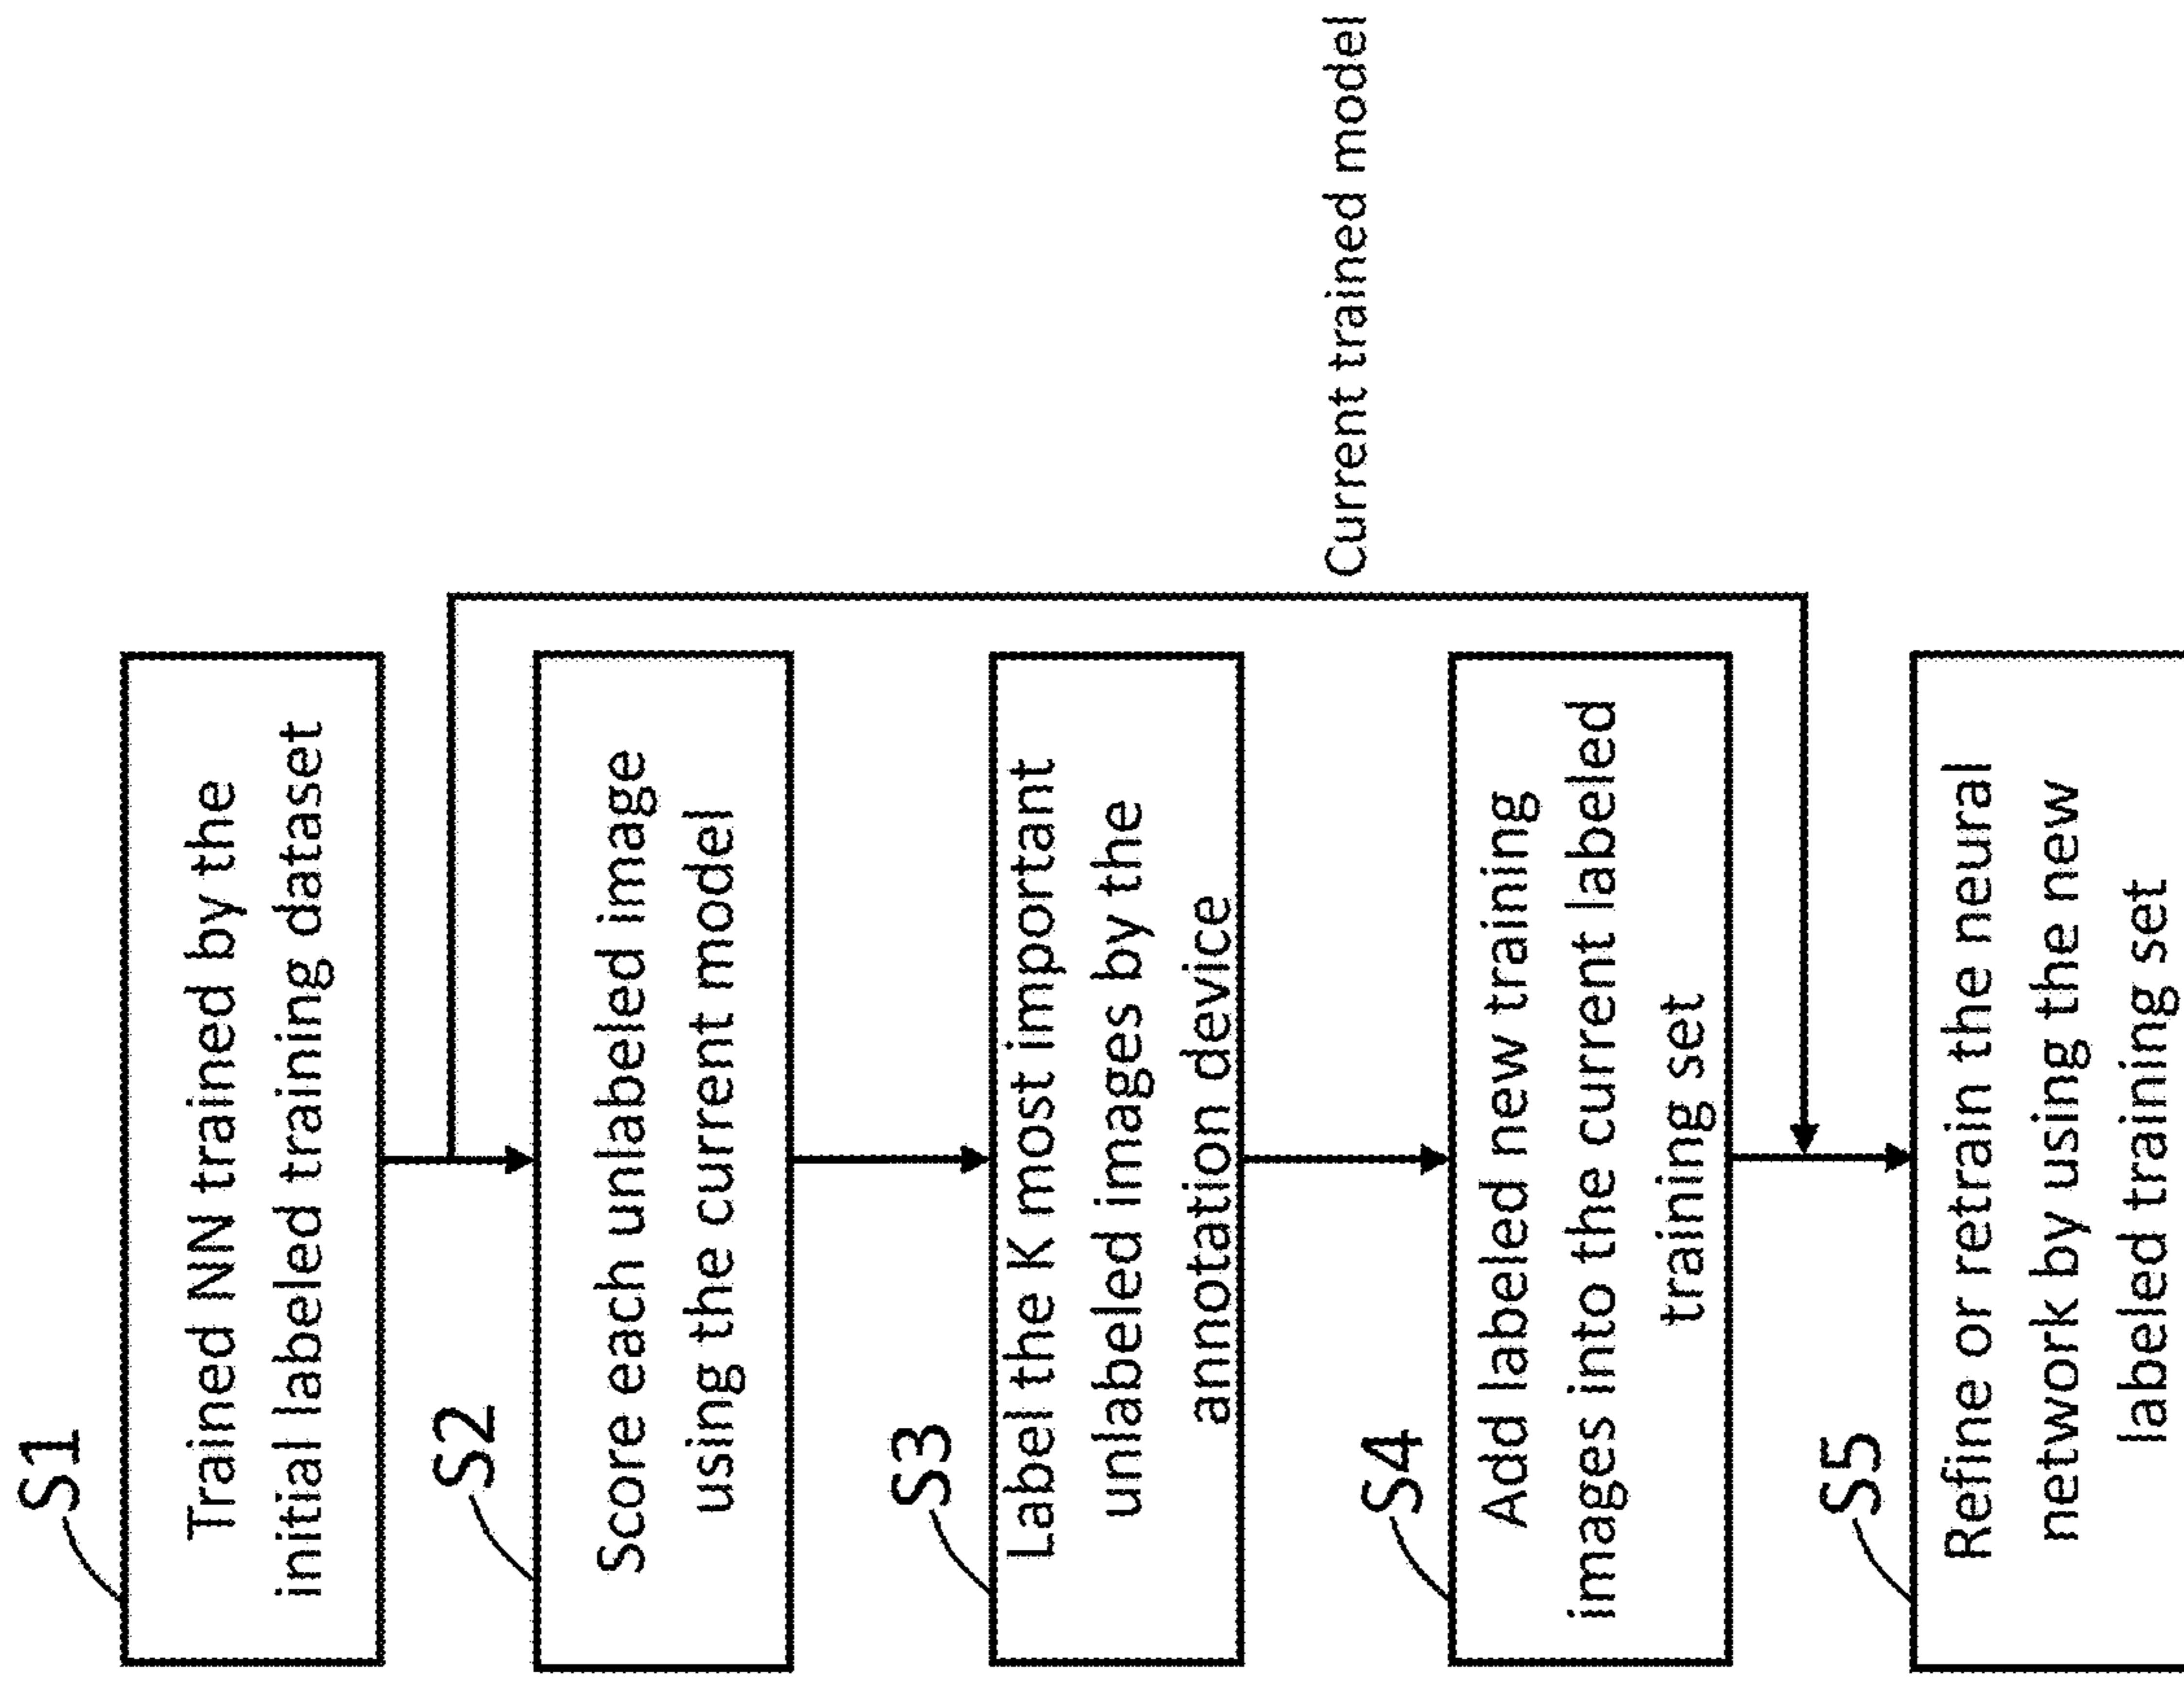 S1
Trained NN trained by the
initial labeled training dataset
S2
Score each unlabeled image
using the current model
S3
Label the K most important
unlabeled images by the
annotation device
Current trained model
S4
Add labeled new training
images into the current labeled
training set
S5
Refine or retrain the neural
network by using the new
labeled training set